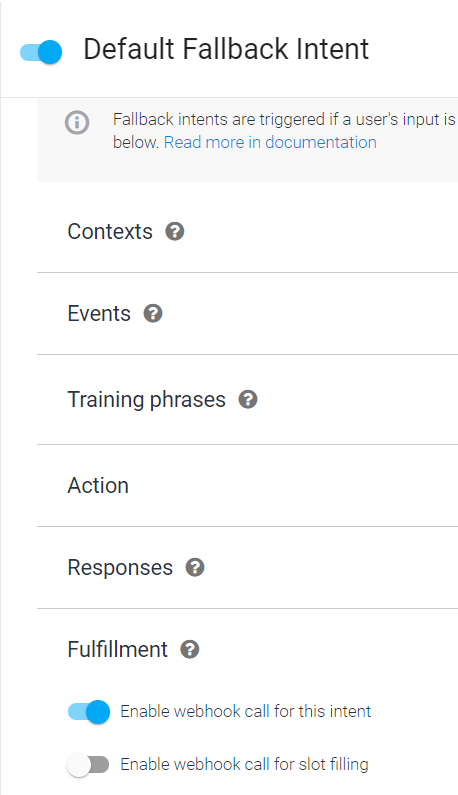 Default Fallback Intent
Fallback intents are triggered if a user's input is
below. Read more in documentation
Contexts
Events
Training phrases
Action
Responses
Fulfillment
Enable webhook call for this intent
Enable webhook call for slot filling